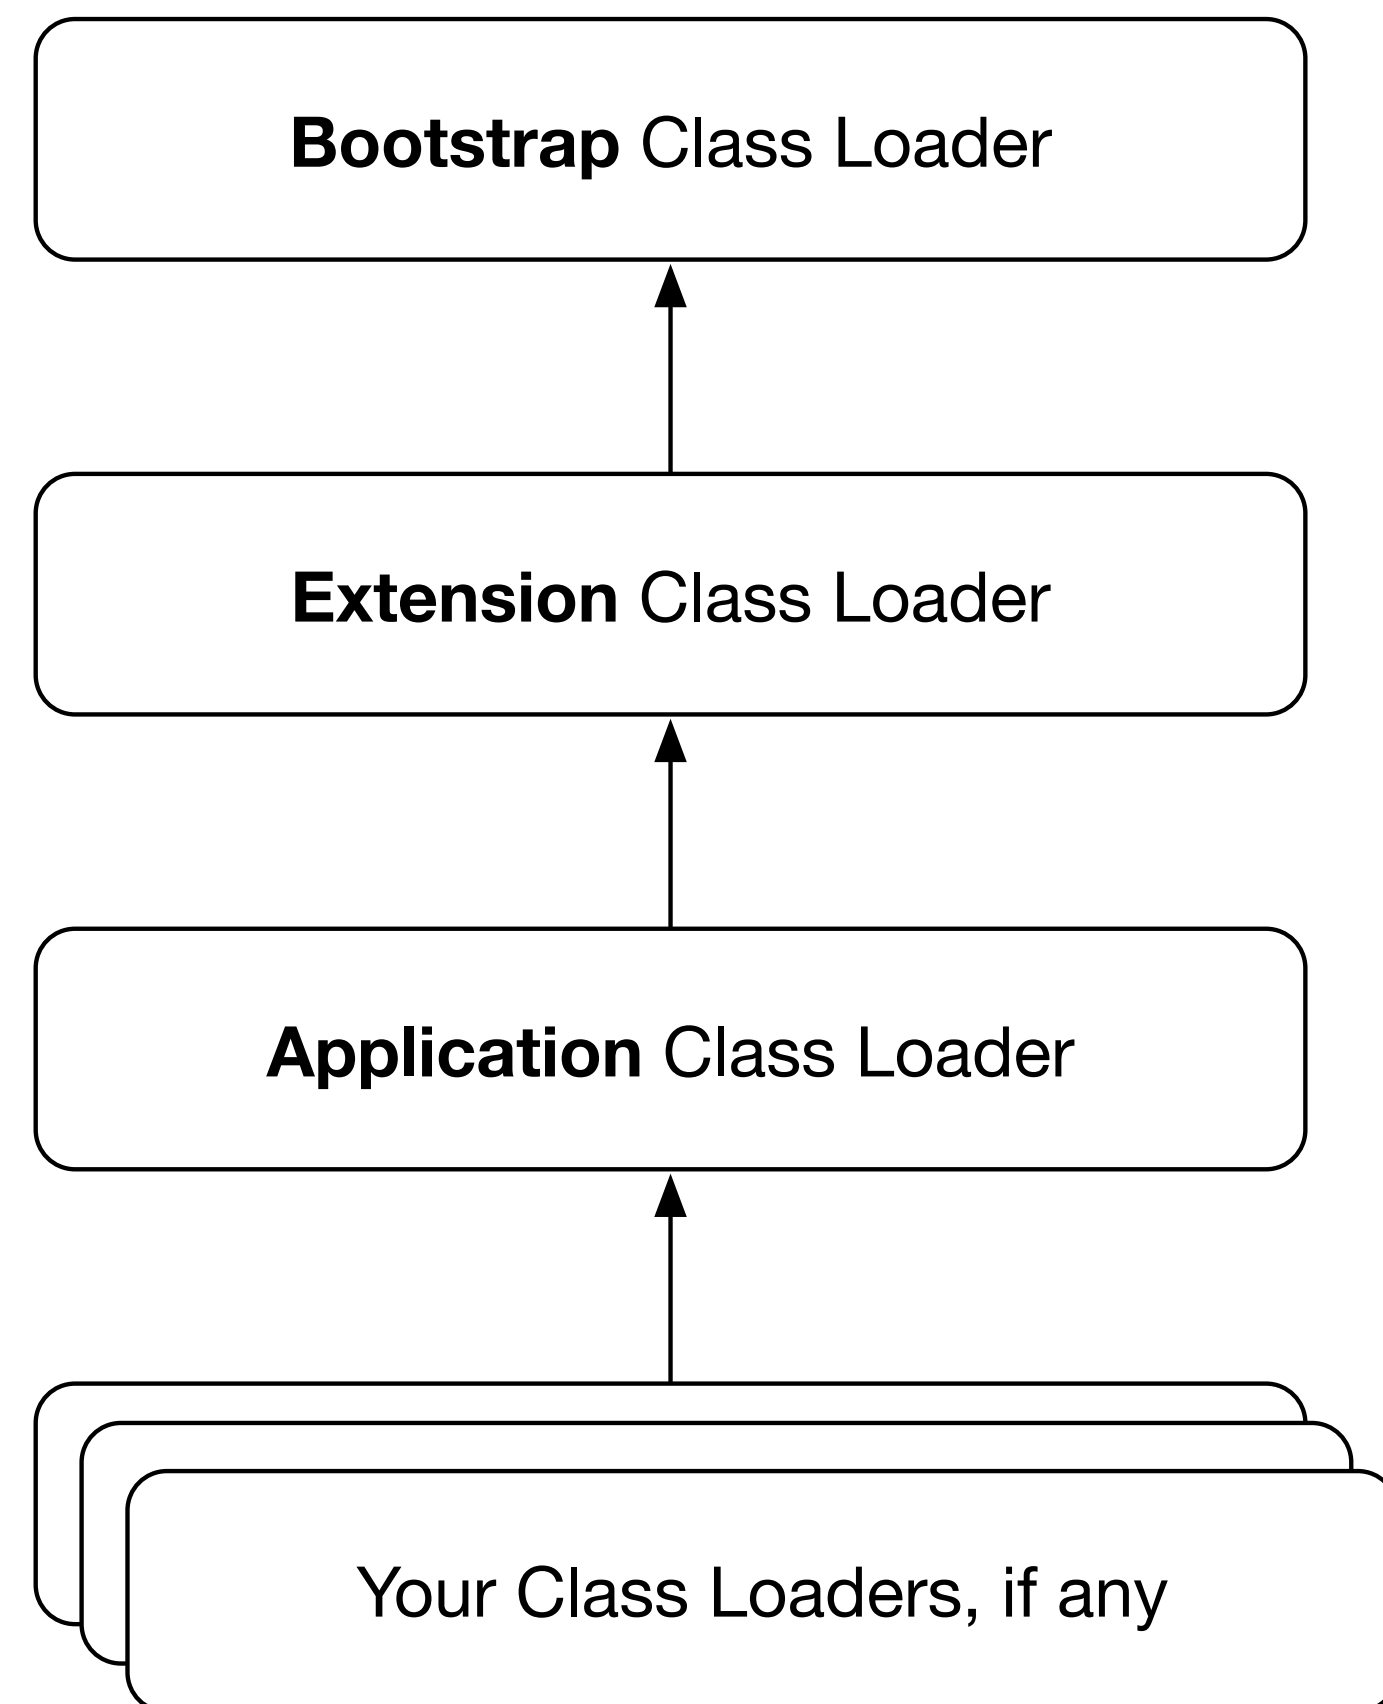 Bootstrap Class Loader
Extension Class Loader
Application Class Loader
Your Class Loaders, if any